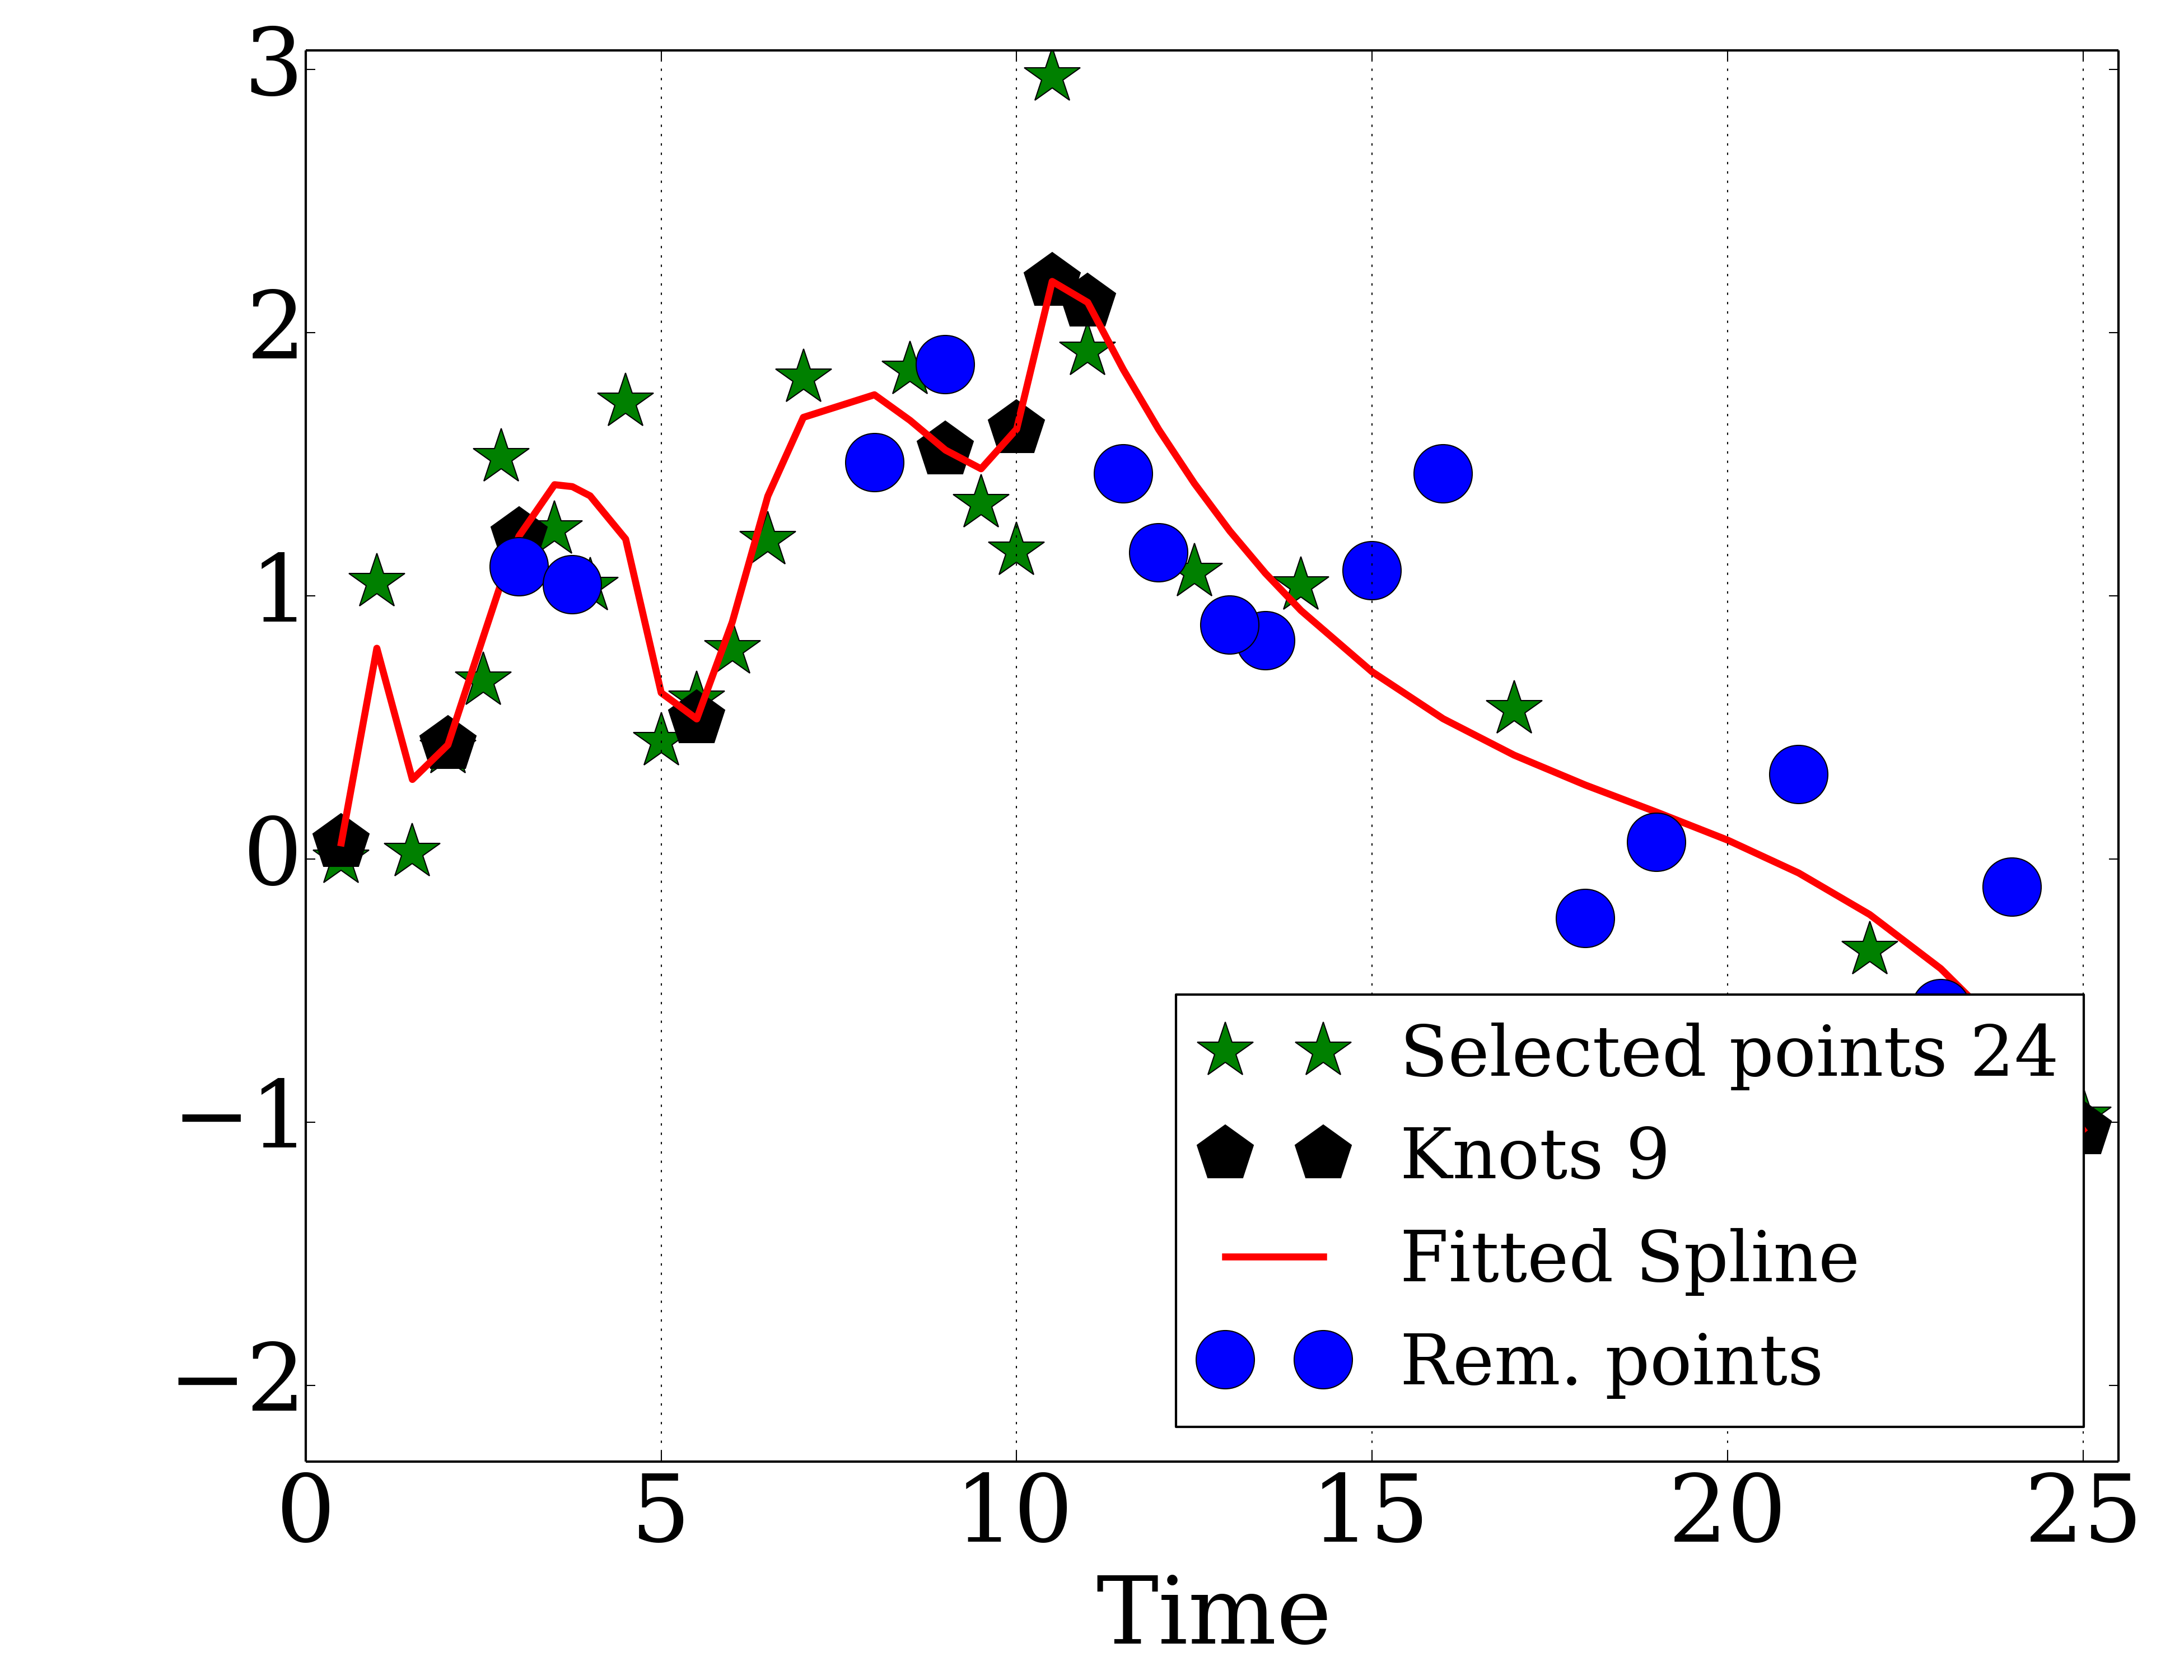 3
2
1
0
−1
−2
Selected points 24
Knots 9
Fitted Spline
Rem. points
0 5 10 15 20 25
Time